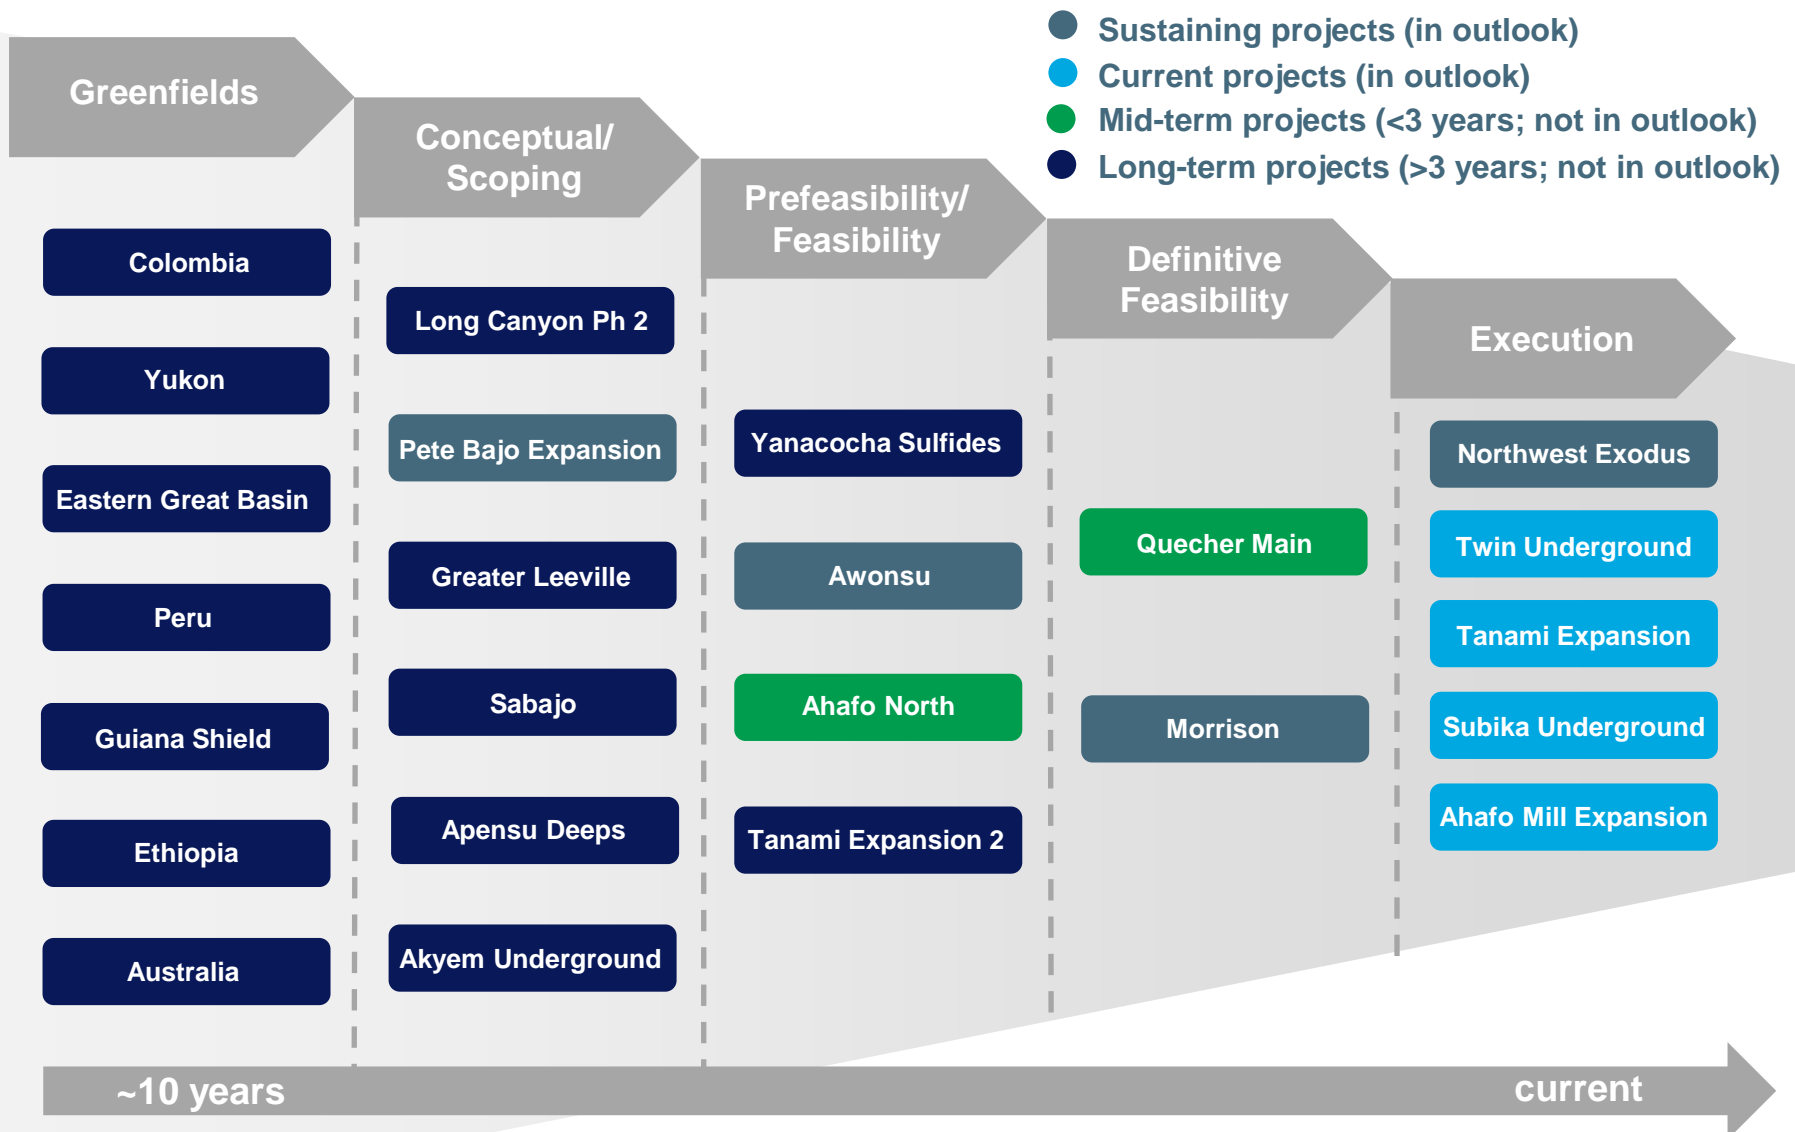 Sustaining projects (in outlook)
Current projects (in outlook)
Mid-term projects (<3 years; not in outlook)
Long-term projects (>3 years; not in outlook)
Greenfields
Colombia
Yukon
Eastern Great Basin
Peru
Guiana Shield
Ethiopia
Australia
Conceptual/
Scoping
Long Canyon Ph 2
Pete Bajo Expansion
Greater Leeville
Sabajo
Apensu Deeps
Akyem Underground
Prefeasibility/
Feasibility
Yanacocha Sulfides
Awonsu
Ahafo North
Tanami Expansion 2
Definitive
Feasibility
Quecher Main
Morrison
Execution
Northwest Exodus
Twin Underground
Tanami Expansion
Subika Underground
Ahafo Mill Expansion
~10 years
current